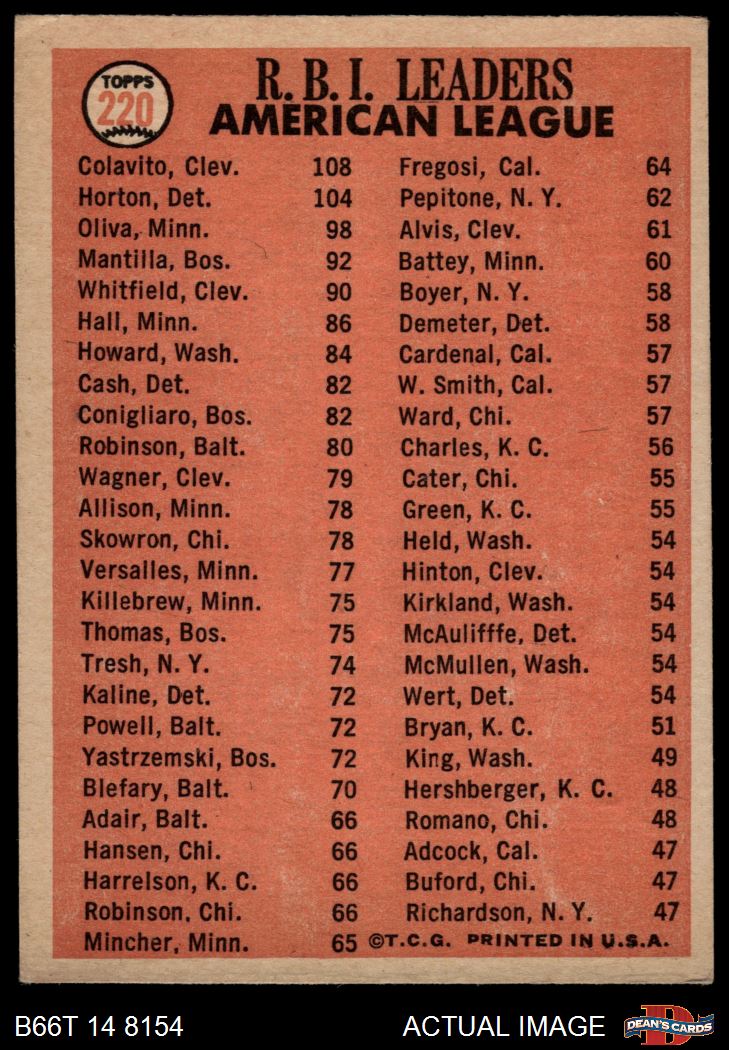 TOPPS
220
R. B. I. LEADERS
AMERICAN LEAGUE
Colavito, Clev. 108
Horton, Det. 104
Oliva, Minn. 98
Mantilla, Bos. 92
Whitfield, Clev. 90
Hall, Minn. 86
Howard, Wash. 84
Cash, Det. 82
Conigliaro, Bos. 82
Robinson, Balt. 80
Wagner, Clev. 79
Allison, Minn. 78
Skowron, Chi. 78
Versalles, Minn. 77
Killebrew, Minn. 75
Thomas, Bos. 75
Tresh, N. Y. 74
Kaline, Det. 72
Powell, Balt. 72
Yastrzemski, Bos. 72
Blefary, Balt. 70
Adair, Balt. 66
Hansen, Chi. 66
Harrelson, K. C. 66
Robinson, Chi. 66
Mincher, Minn. 65
Fregosi, Cal. 64
Pepitone, N. Y. 62
Alvis, Clev. 61
Battey, Minn. 60
Boyer, N. Y. 58
Demeter, Det. 58
Cardenal, Cal. 57
W. Smith, Cal. 57
Ward, Chi. 57
Charles, K. C. 56
Cater, Chi. 55
Green, K. C. 55
Held, Wash. 54
Hinton, Clev. 54
Kirkland, Wash. 54
McAulifffe, Det. 54
McMullen, Wash. 54
Wert, Det. 54
Bryan, K. C. 51
King, Wash. 49
Hershberger, K. C. 48
Romano, Chi. 48
Adcock, Cal. 47
Buford, Chi. 47
Richardson, N. Y. 47
©T.C.G. PRINTED IN U.S.A.
B66T 14 8154
ACTUAL IMAGE
DEAN'S CARDS